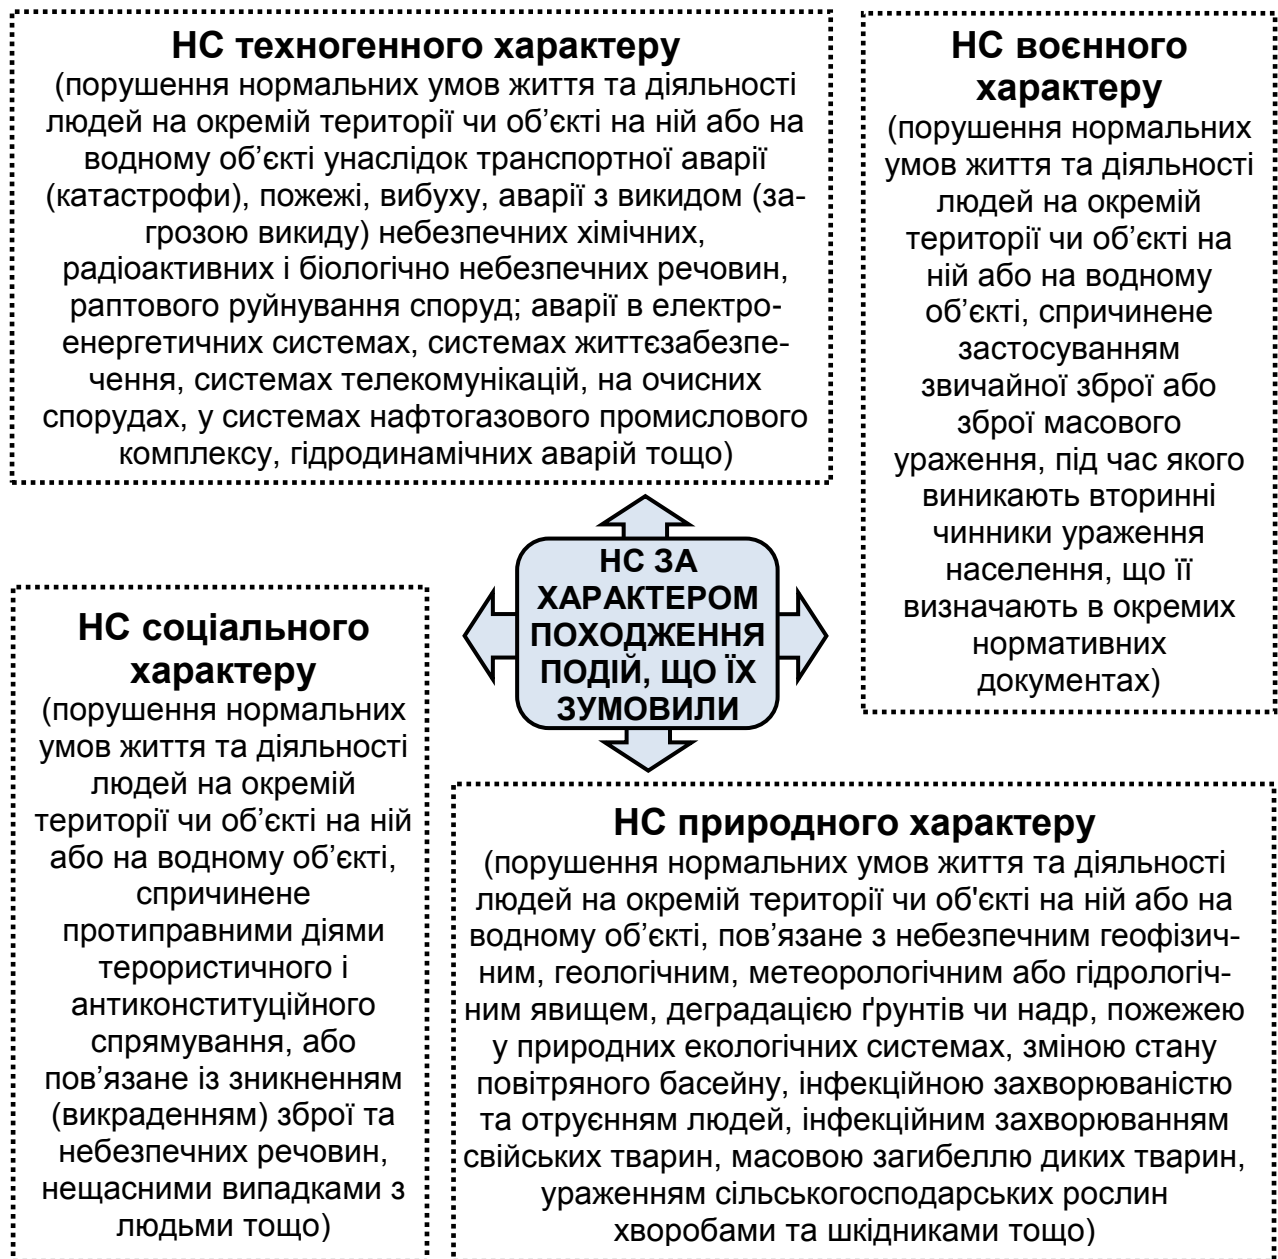 НС техногенного характеру
(порушення нормальних умов життя та діяльності
людей на окремій території чи об’єкті на ній або на
водному об’єкті унаслідок транспортної аварії
(катастрофи), пожежі, вибуху, аварії з викидом (за-
грозою викиду) небезпечних хімічних,
радіоактивних і біологічно небезпечних речовин,
раптового руйнування споруд; аварії в електро-
енергетичних системах, системах життєзабезпе-
чення, системах телекомунікацій, на очисних
спорудах, у системах нафтогазового промислового
комплексу, гідродинамічних аварій тощо)
НС воєнного
характеру
(порушення нормальних
умов життя та діяльності
людей на окремій
території чи об’єкті на
ній або на водному
об’єкті, спричинене
застосуванням
звичайної зброї або
зброї масового
ураження, під час якого
виникають вторинні
чинники ураження
населення, що її
визначають в окремих
нормативних
документах)
НС ЗА
ХАРАКТЕРОМ
ПОХОДЖЕННЯ
ПОДІЙ, ЩО ЇХ
ЗУМОВИЛИ
НС соціального
характеру
(порушення нормальних
умов життя та діяльності
людей на окремій
території чи об’єкті на ній
або на водному об’єкті,
спричинене
протиправними діями
терористичного і
антиконституційного
спрямування, або
пов’язане із зникненням
(викраденням) зброї та
небезпечних речовин,
нещасними випадками з
людьми тощо)
НС природного характеру
(порушення нормальних умов життя та діяльності
людей на окремій території чи об'єкті на ній або на
водному об’єкті, пов’язане з небезпечним геофізич-
ним, геологічним, метеорологічним або гідрологіч-
ним явищем, деградацією ґрунтів чи надр, пожежею
у природних екологічних системах, зміною стану
повітряного басейну, інфекційною захворюваністю
та отруєнням людей, інфекційним захворюванням
свійських тварин, масовою загибеллю диких тварин,
ураженням сільськогосподарських рослин
хворобами та шкідниками тощо)